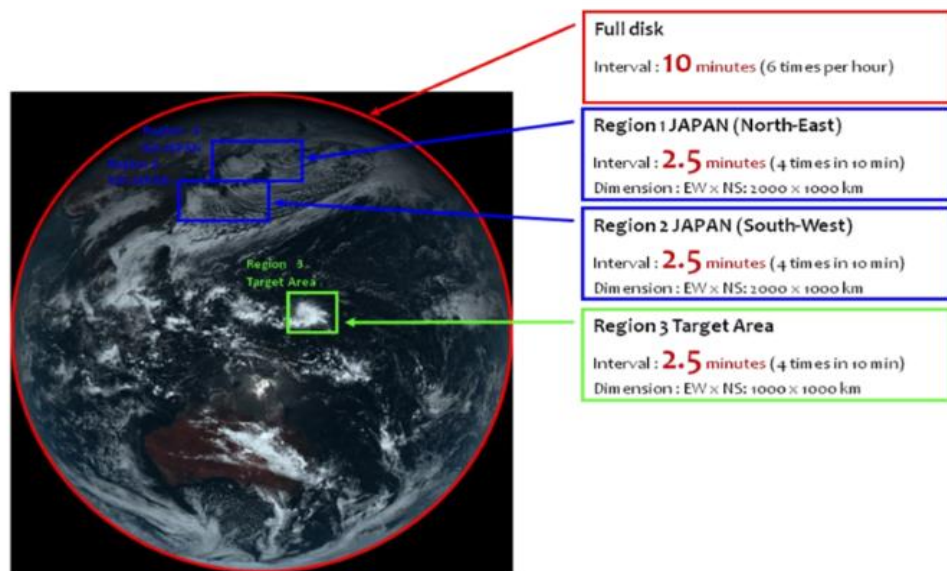 Full disk
Interval : 10 minutes (6 times per hour)
Region 1 JAPAN (North-East)
Interval : 2.5 minutes (4 times in 10 min)
Dimension : EW x NS: 2000 x 1000 km
Region 2 JAPAN (South-West)
Interval : 2.5 minutes (4 times in 10 min)
Dimension : EW x NS: 2000 x 1000 km
Region 3 Target Area
Interval : 2.5 minutes (4 times in 10 min)
Dimension : EW x NS: 1000 x 1000 km
Region
Region
Region 3
Target Area